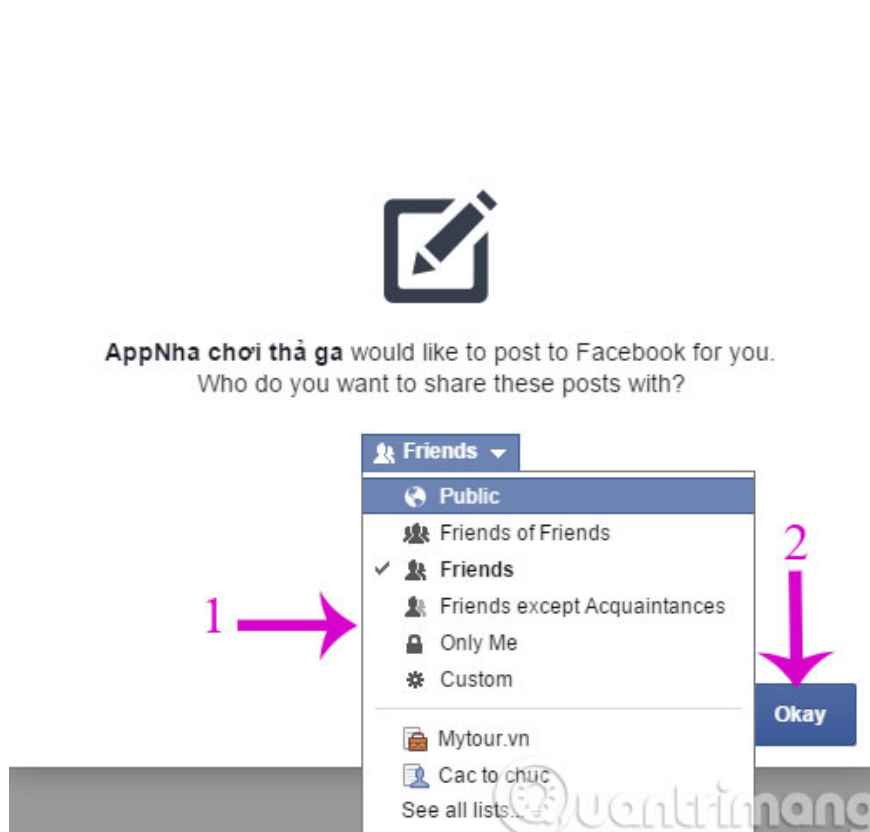 AppNha chơi thả ga would like to post to Facebook for you.
Who do you want to share these posts with?
Friends
Public
Friends of Friends
Friends
Friends except Acquaintances
Only Me
Custom
1
2
Okay
Mytour.vn
Cac to chuc
See all lists...
Quantrimang